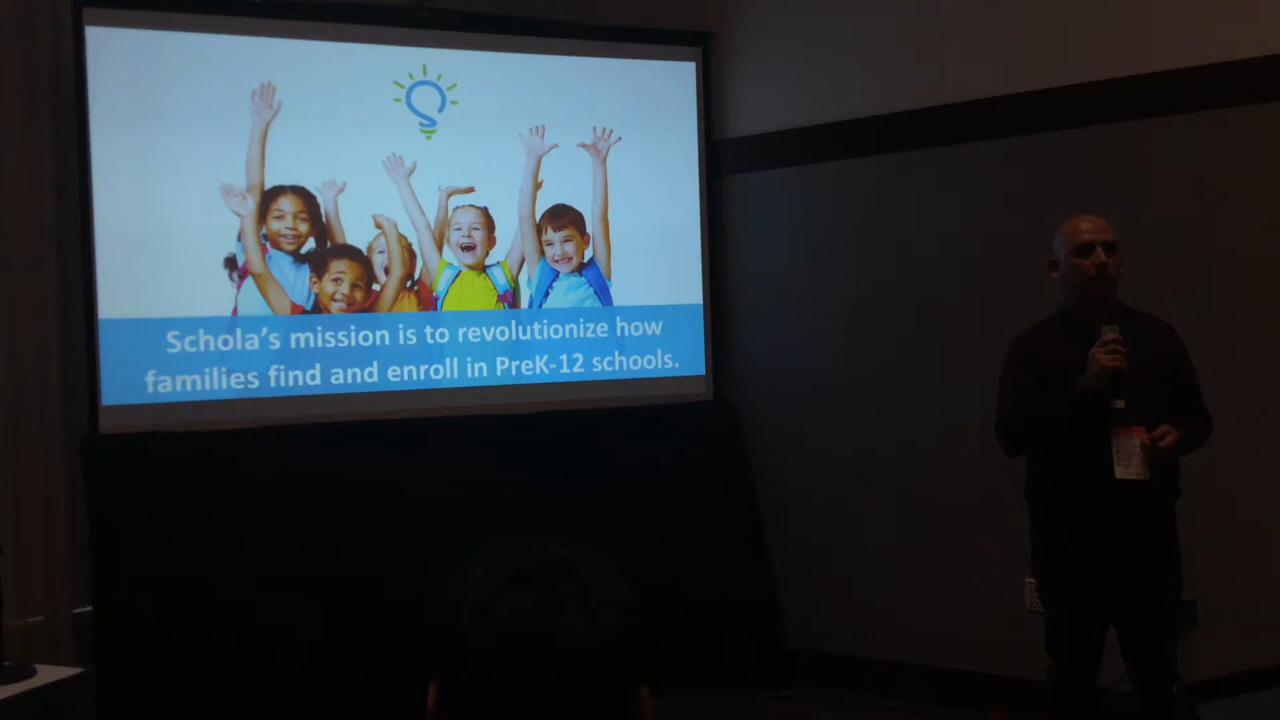 Schola's mission is to revolutionize how
families find and enroll in PreK-12 schools.